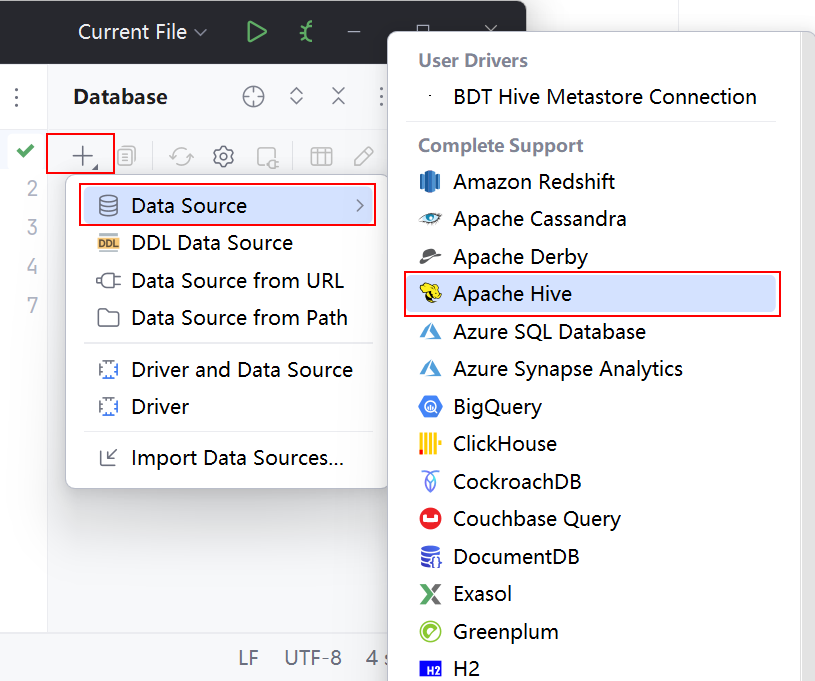 Current File
Database
2
3
4
7
Data Source
DDL
DDL Data Source
Data Source from URL
Data Source from Path
Driver and Data Source
Driver
Import Data Sources...
LF UTF-8 4
User Drivers
BDT Hive Metastore Connection
Complete Support
Amazon Redshift
Apache Cassandra
Apache Derby
Apache Hive
Azure SQL Database
Azure Synapse Analytics
BigQuery
ClickHouse
CockroachDB
Couchbase Query
DocumentDB
Exasol
Greenplum
H2 H2